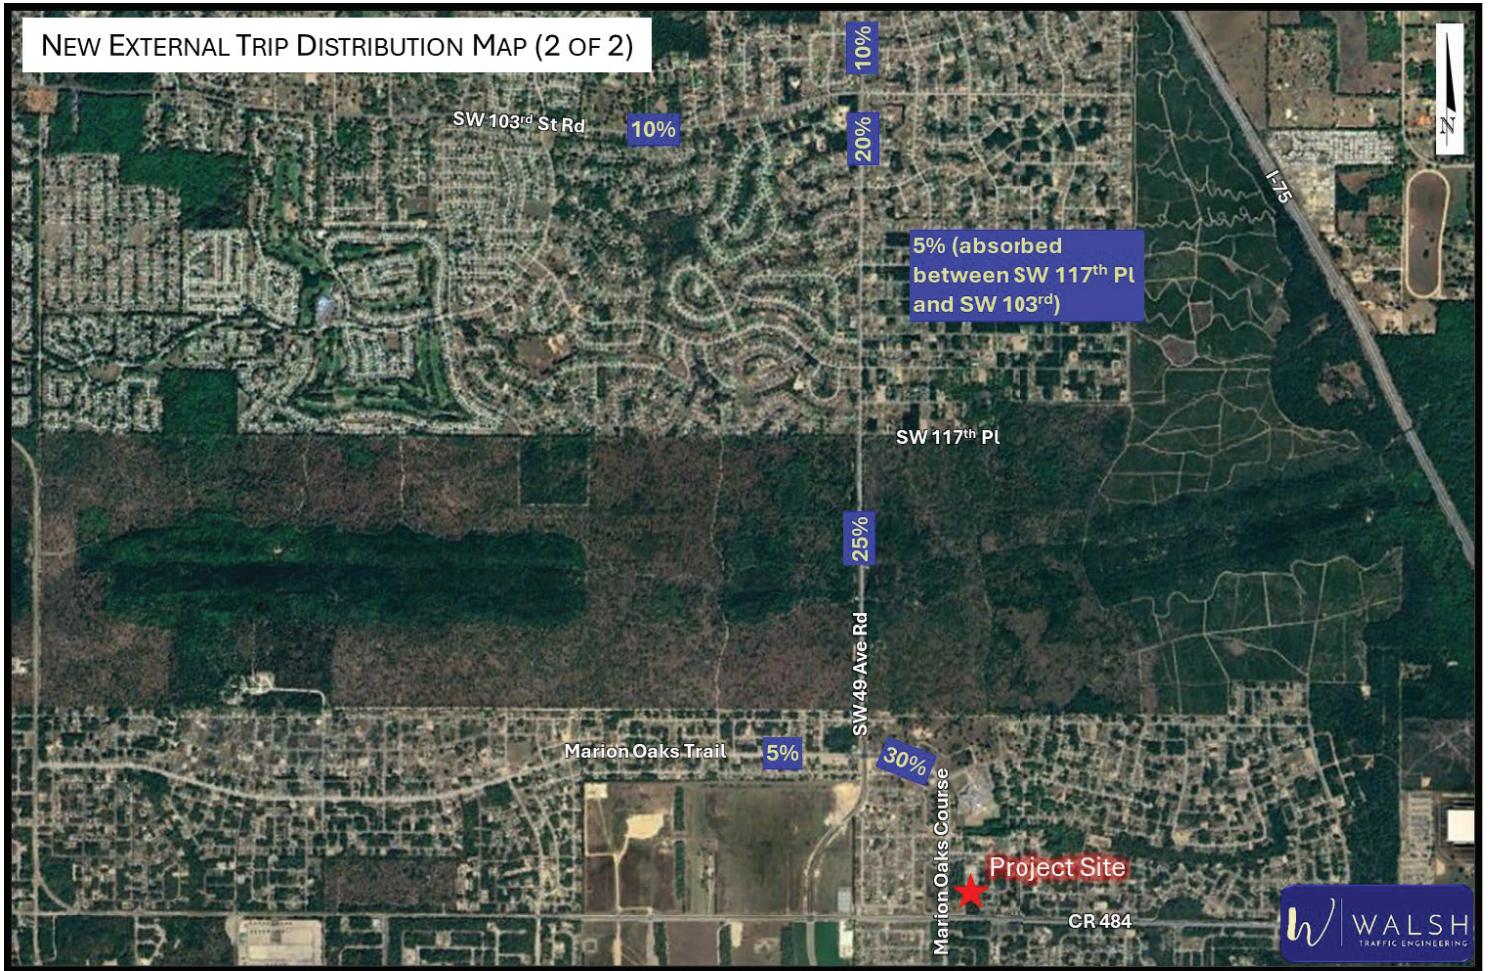 NEW EXTERNAL TRIP DISTRIBUTION MAP (2 OF 2)
10%
SW 103rd St Rd
10%
20%
N
I-75
5% (absorbed
between SW 117th Pl
and SW 103rd)
SW 117th Pl
25%
SW 49 Ave Rd
Marion Oaks Trail
5%
30%
Marion Oaks Course
Project Site
CR 484
WALSH
TRAFFIC ENGINEERING